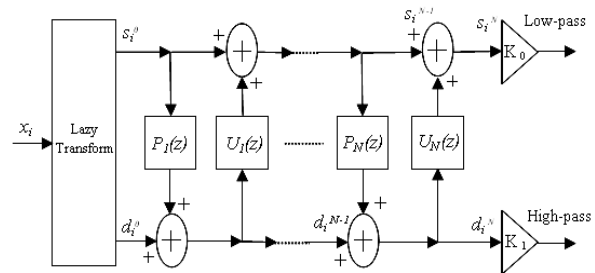 s_i^0
+
+
+
s_i^{N-1}
+
+
s_i^N
Low-pass
K_0
x_i
Lazy
Transform
P_1(z)
U_1(z)
P_N(z)
U_N(z)
d_i^0
+
+
+
d_i^{N-1}
+
+
+
d_i^N
High-pass
K_1